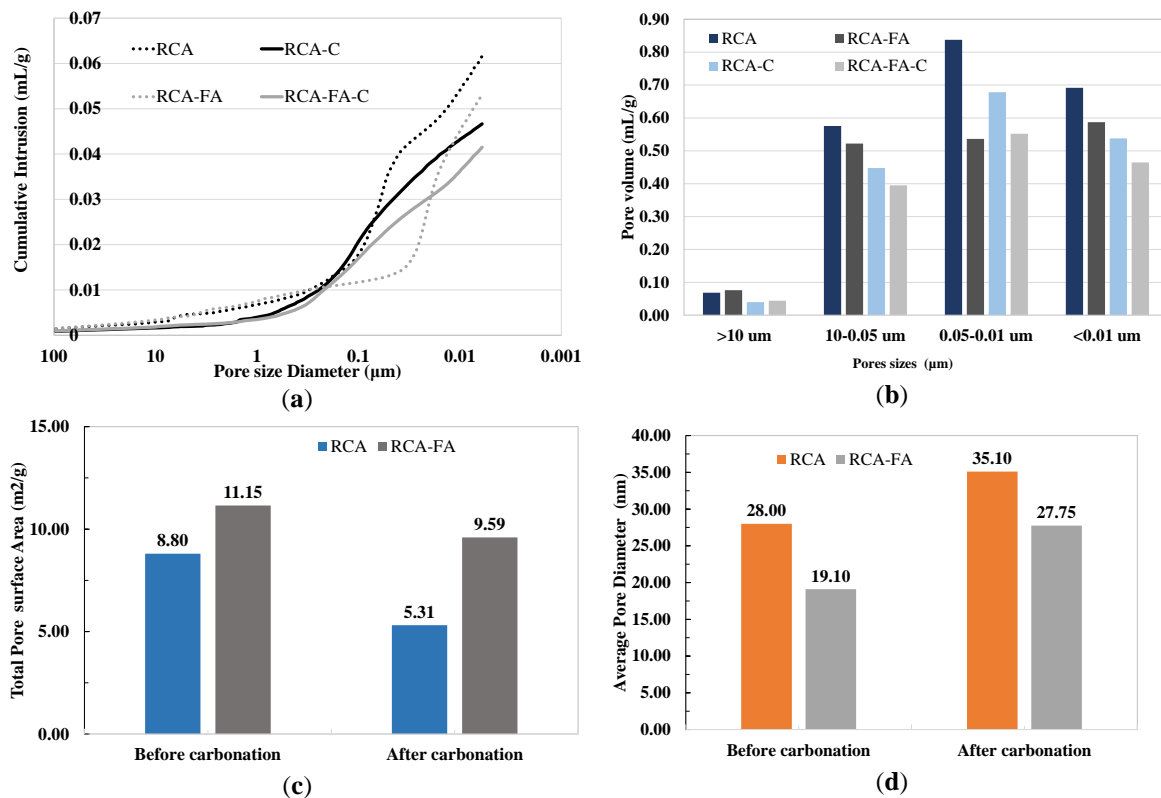 0.07
0.06
0.05
0.04
0.03
0.02
0.01
0
Cumulative Intrusion (mL/g)
RCA
RCA-C
RCA-FA
RCA-FA-C
100
10
1
0.1
0.01
0.001
Pore size Diameter (µm)
(a)
0.90
0.80
0.70
0.60
0.50
0.40
0.30
0.20
0.10
0.00
Pore volume (mL/g)
RCA
RCA-FA
RCA-C
RCA-FA-C
>10 um
10-0.05 um
0.05-0.01 um
<0.01 um
Pores sizes (µm)
(b)
15.00
10.00
5.00
0.00
Total Pore surface Area (m2/g)
RCA
RCA-FA
8.80
11.15
5.31
9.59
Before carbonation
After carbonation
(c)
40.00
35.00
30.00
25.00
20.00
15.00
10.00
5.00
0.00
Average Pore Diameter (nm)
RCA
RCA-FA
28.00
19.10
35.10
27.75
Before carbonation
After carbonation
(d)